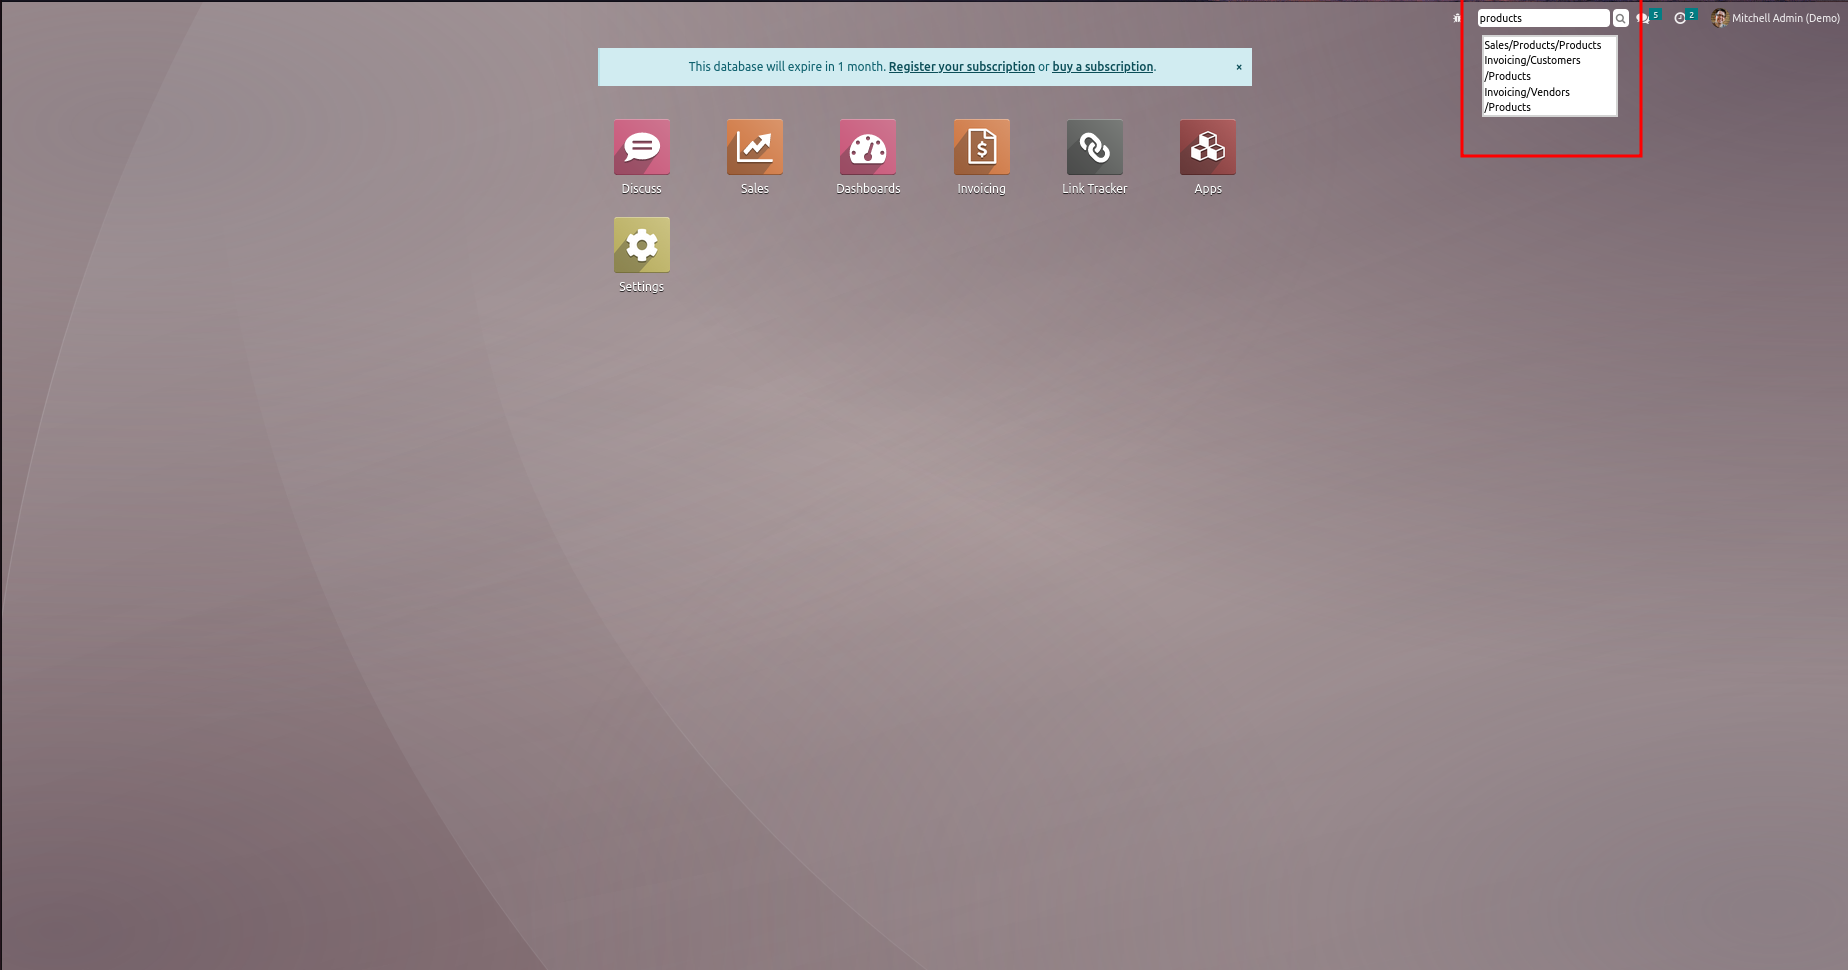 products
5
2
Mitchell Admin (Demo)
Sales/Products/Products
Invoicing/Customers
/Products
Invoicing/Vendors
/Products
This database will expire in 1 month. Register your subscription or buy a subscription.
×
Discuss
Sales
Dashboards
Invoicing
Link Tracker
Apps
Settings